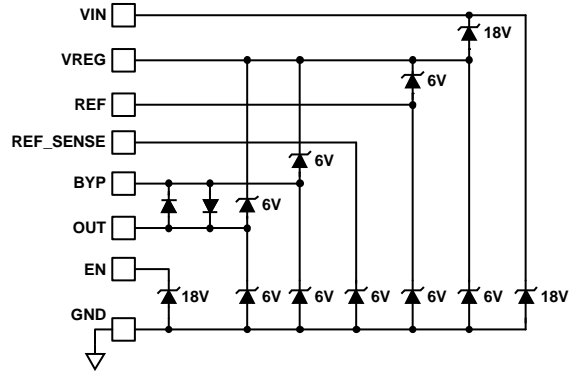 VIN
18V
VREG
6V
REF
REF_SENSE
6V
BYP
6V
OUT
EN
18V 6V 6V 6V 6V 6V 18V
GND